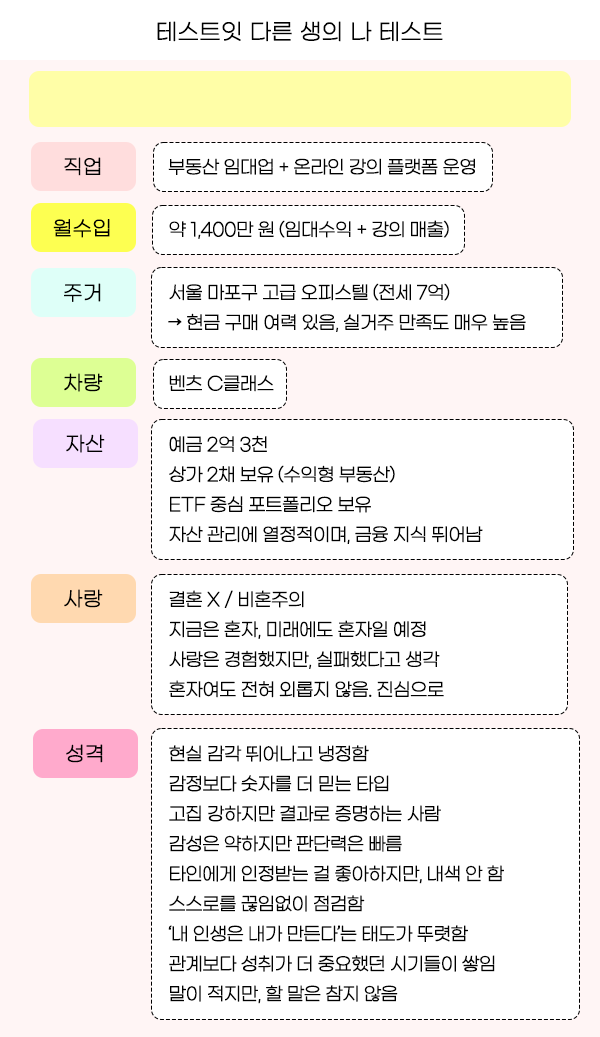 테스트잇 다른 생의 나 테스트
직업
부동산 임대업 + 온라인 강의 플랫폼 운영
월수입
약 1,400만 원 (임대수익 + 강의 매출)
주거
서울 마포구 고급 오피스텔 (전세 7억)
→ 현금 구매 여력 있음, 실거주 만족도 매우 높음
차량
벤츠 C클래스
자산
예금 2억 3천
상가 2채 보유 (수익형 부동산)
ETF 중심 포트폴리오 보유
자산 관리에 열정적이며, 금융 지식 뛰어남
사랑
결혼 X / 비혼주의
지금은 혼자, 미래에도 혼자일 예정
사랑은 경험했지만, 실패했다고 생각
혼자여도 전혀 외롭지 않음. 진심으로
성격
현실 감각 뛰어나고 냉정함
감정보다 숫자를 더 믿는 타입
고집 강하지만 결과로 증명하는 사람
감성은 약하지만 판단력은 빠름
타인에게 인정받는 걸 좋아하지만, 내색 안 함
스스로를 끊임없이 점검함
‘내 인생은 내가 만든다’는 태도가 뚜렷함
관계보다 성취가 더 중요했던 시기들이 쌓임
말이 적지만, 할 말은 참지 않음